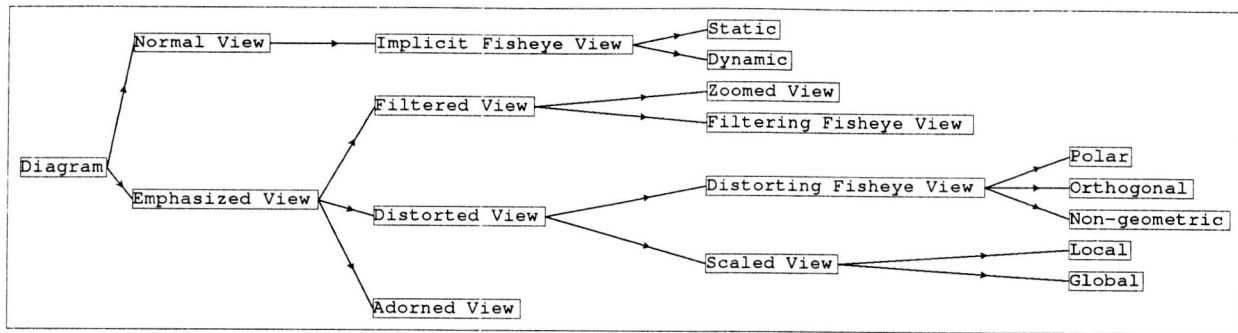 Diagram
Normal View
Implicit Fisheye View
Static
Dynamic
Emphasized View
Filtered View
Zoomed View
Filtering Fisheye View
Distorted View
Distorting Fisheye View
Polar
Orthogonal
Non-geometric
Scaled View
Local
Global
Adorned View